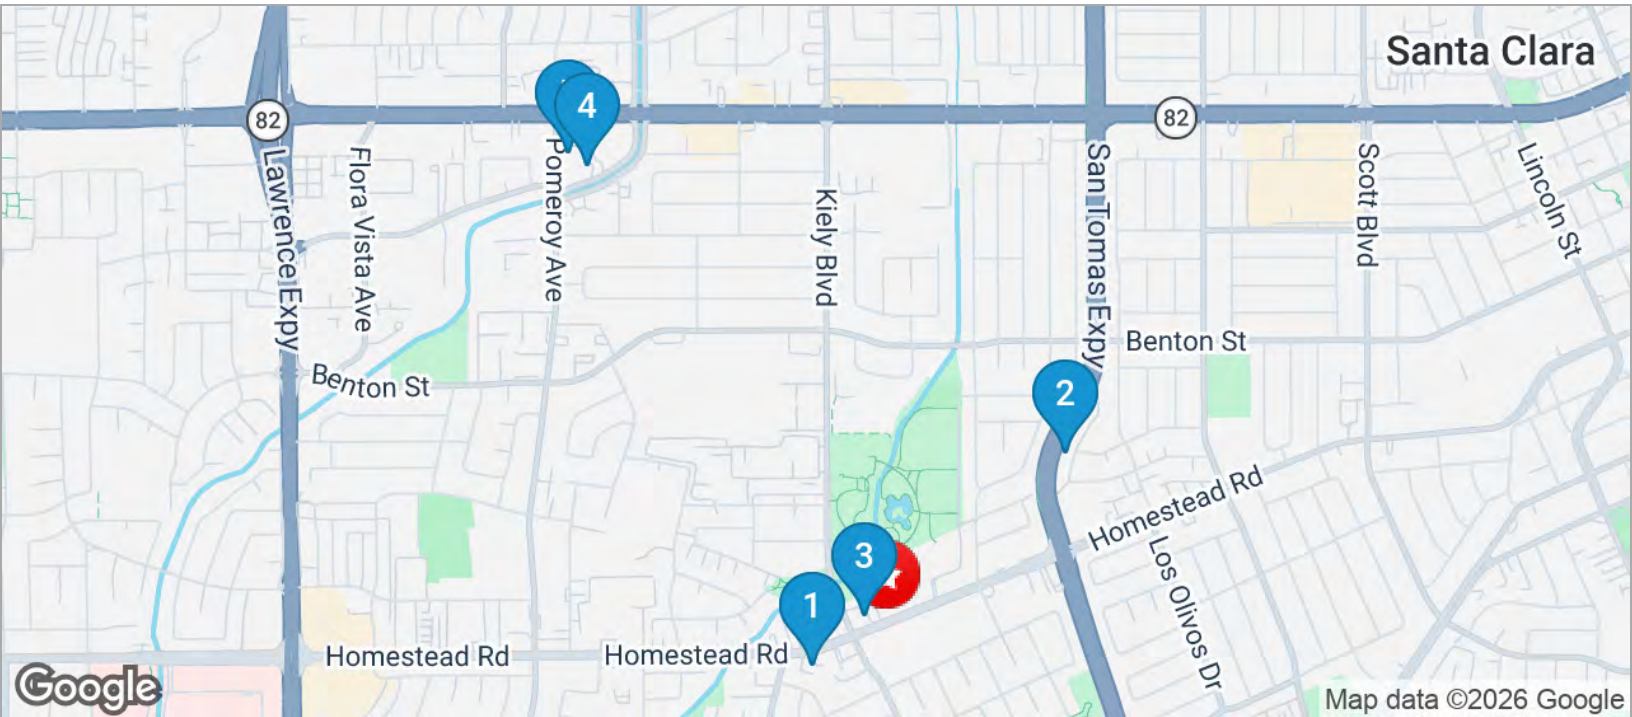 Santa Clara
82
4
82
Lawrence Expy
Flora Vista Ave
Pomeroy Ave
Kiely Blvd
San Tomas Expy
Scott Blvd
Lincoln St
Benton St
Benton St
2
Homestead Rd
Los Olivos Dr
3
1
Homestead Rd
Homestead Rd
Google
Map data ©2026 Google